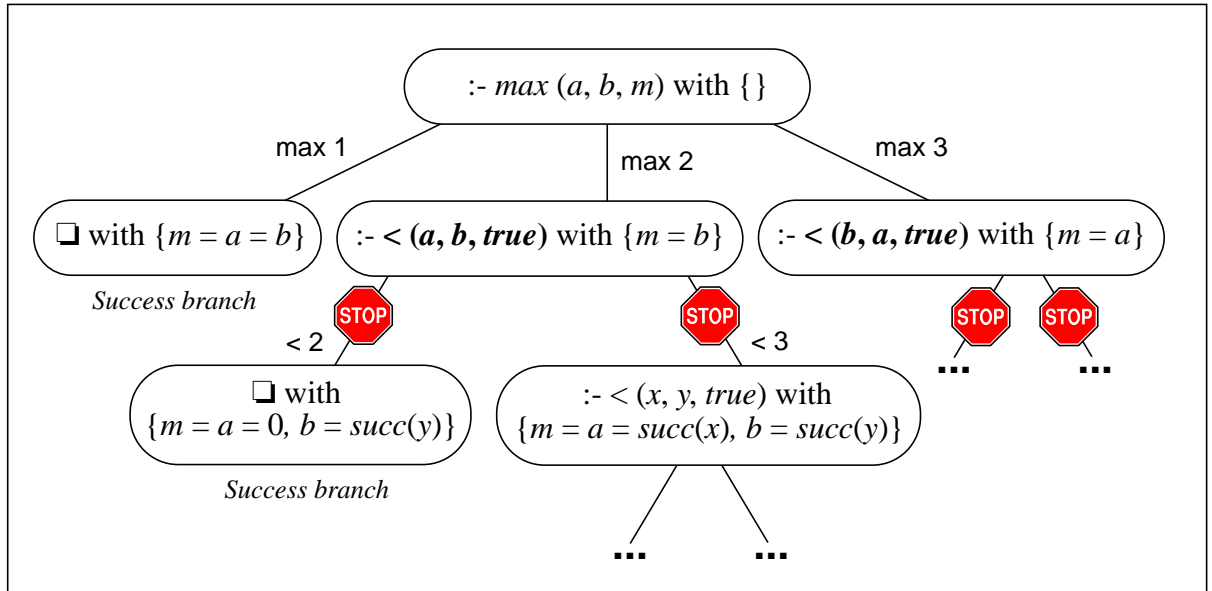 :- max (a, b, m) with { }
max 1
max 2
max 3
❏ with {m = a = b}
:- < (a, b, true) with {m = b}
:- < (b, a, true) with {m = a}
Success branch
STOP
STOP
STOP
STOP
< 2
< 3
...
...
❏ with
{m = a = 0, b = succ(y)}
:- < (x, y, true) with
{m = a = succ(x), b = succ(y)}
Success branch
...
...